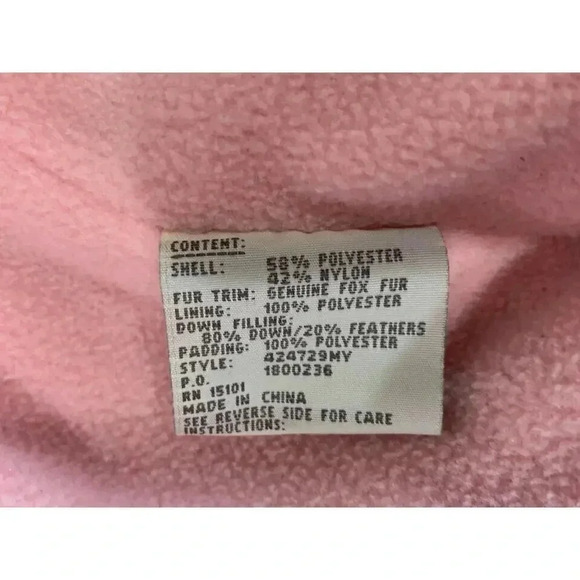 CONTENT:
SHELL: 58% POLYESTER
42% NYLON
FUR TRIM: GENUINE FOX FUR
LINING: 100% POLYESTER
DOWN FILLING:
80% DOWN/20% FEATHERS
PADDING: 100% POLYESTER
STYLE: 424729MY
P.O. 1800236
RN 15101
MADE IN CHINA
SEE REVERSE SIDE FOR CARE
INSTRUCTIONS: